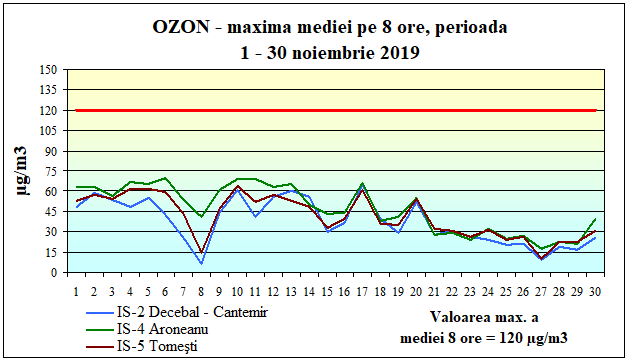 OZON - maxima mediei pe 8 ore, perioada
1 - 30 noiembrie 2019
µg/m3
150
135
120
105
90
75
60
45
30
15
0
1 2 3 4 5 6 7 8 9 10 11 12 13 14 15 16 17 18 19 20 21 22 23 24 25 26 27 28 29 30
IS-2 Decebal - Cantemir
IS-4 Aroneanu
IS-5 Tomeşti
Valoarea max. a
mediei 8 ore = 120 µg/m3